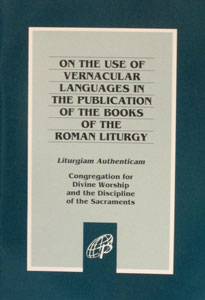 ON THE USE OF
VERNACULAR
LANGUAGES IN
THE PUBLICATION
OF THE BOOKS
OF THE
ROMAN LITURGY
Liturgiam Authenticam
Congregation for
Divine Worship
and the Discipline
of the Sacraments